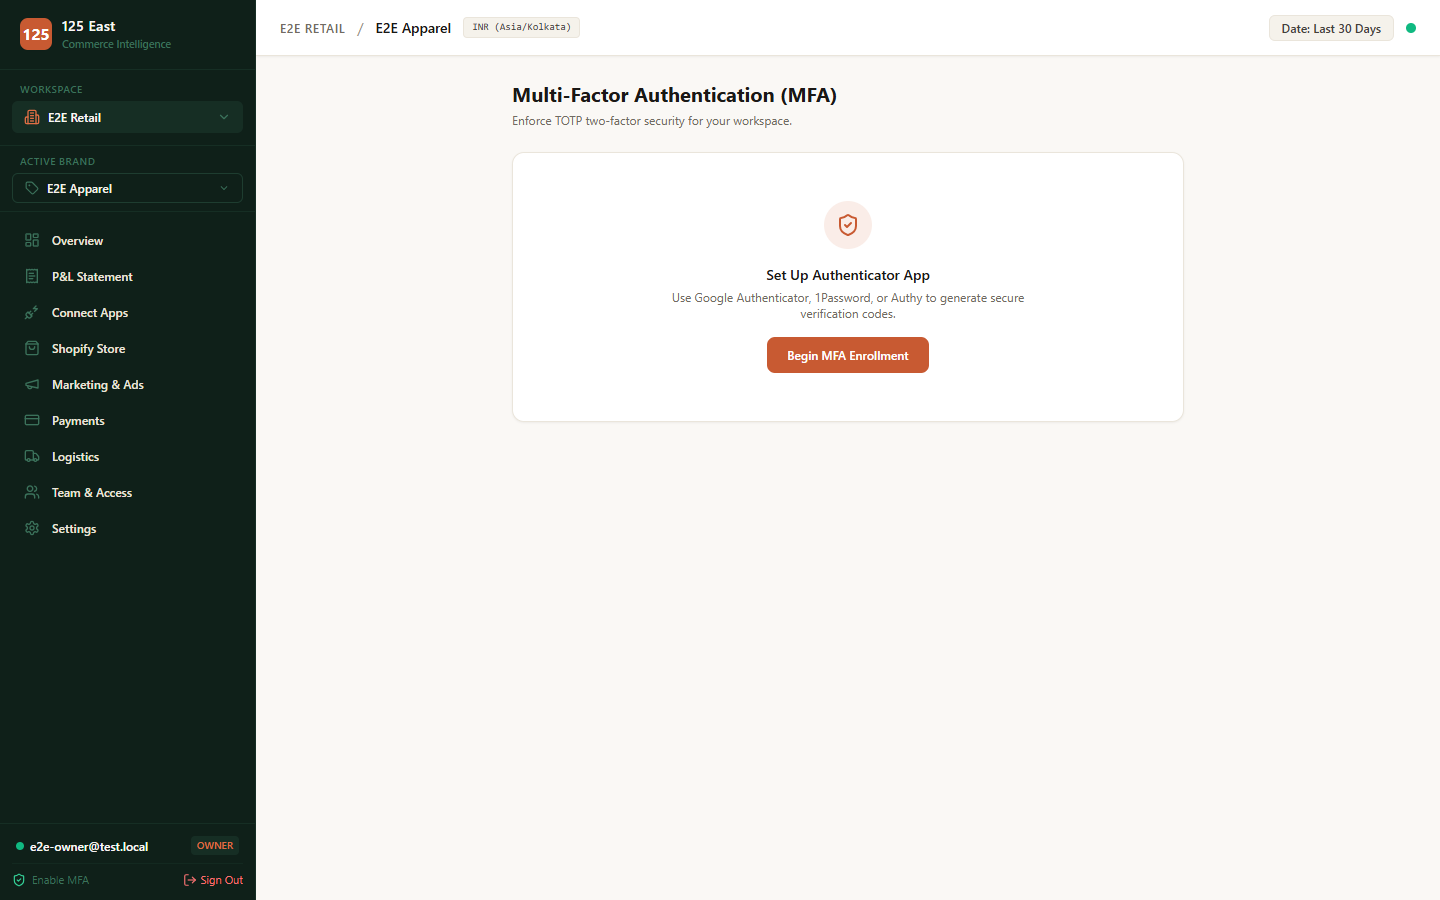 125
125 East
Commerce Intelligence
WORKSPACE
E2E Retail
ACTIVE BRAND
E2E Apparel
Overview
P&L Statement
Connect Apps
Shopify Store
Marketing & Ads
Payments
Logistics
Team & Access
Settings
e2e-owner@test.local
OWNER
Enable MFA
Sign Out
E2E RETAIL / E2E Apparel INR (Asia/Kolkata)
Date: Last 30 Days
Multi-Factor Authentication (MFA)
Enforce TOTP two-factor security for your workspace.
Set Up Authenticator App
Use Google Authenticator, 1Password, or Authy to generate secure
verification codes.
Begin MFA Enrollment